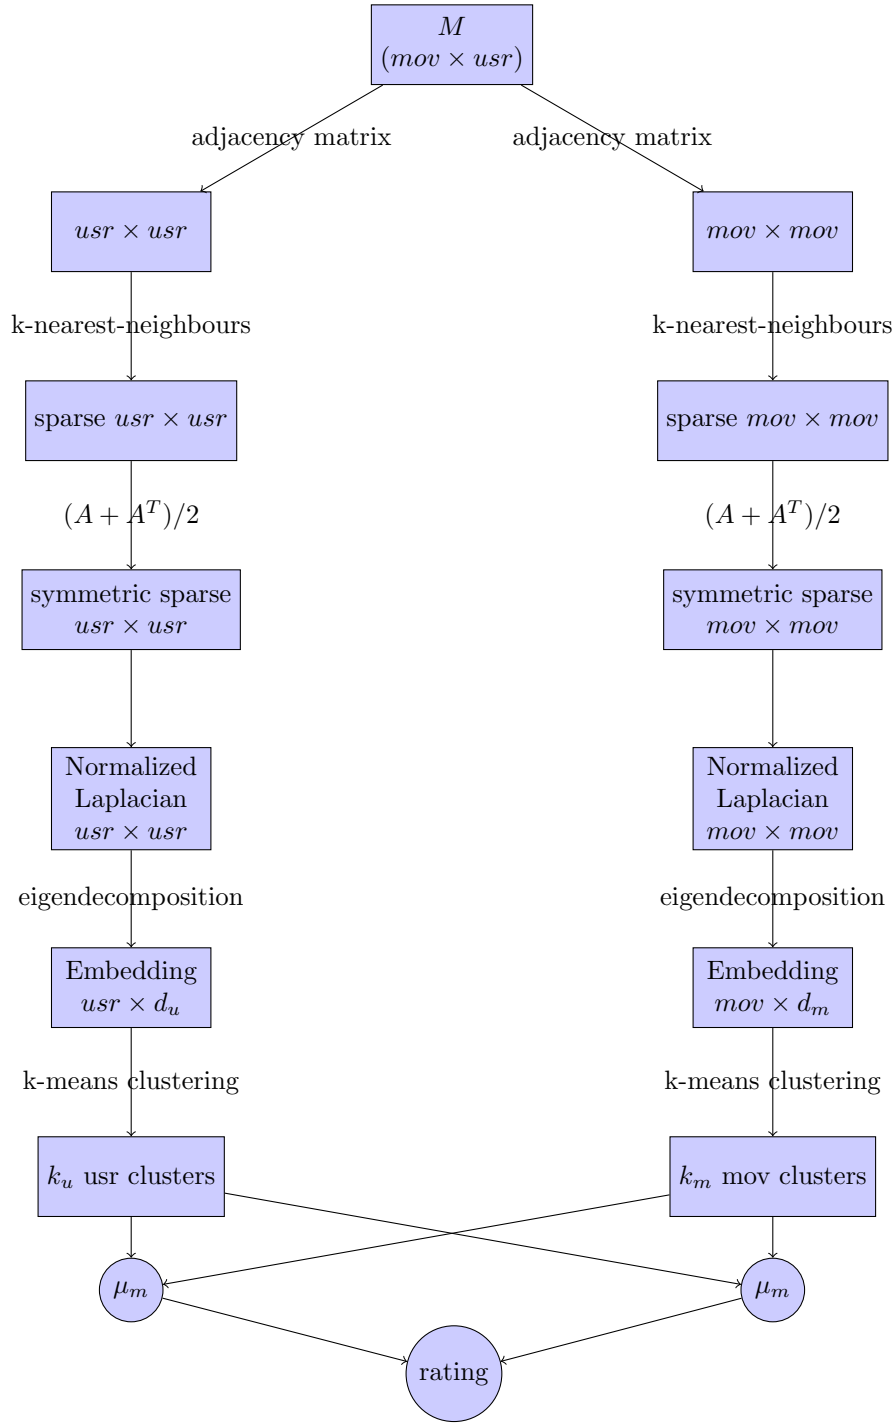 M
(mov × usr)
adjacency matrix
adjacency matrix
usr × usr
mov × mov
k-nearest-neighbours
k-nearest-neighbours
sparse usr × usr
sparse mov × mov
(A + A^T)/2
(A + A^T)/2
symmetric sparse
usr × usr
symmetric sparse
mov × mov
Normalized
Laplacian
usr × usr
Normalized
Laplacian
mov × mov
eigendecomposition
eigendecomposition
Embedding
usr × d_u
Embedding
mov × d_m
k-means clustering
k-means clustering
k_u usr clusters
k_m mov clusters
μ_m
μ_m
rating